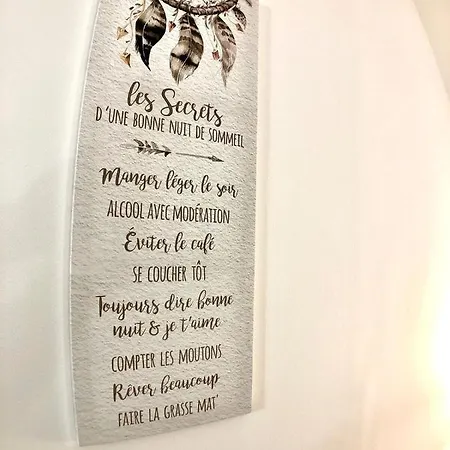 les Secrets
D'UNE BONNE NUIT DE SOMMEIL
Manger léger le soir
ALCOOL AVEC MODÉRATION
Éviter le café
SE COUCHER TÔT
Toujours dire bonne
nuit & je t'aime
COMPTER LES MOUTONS
Rêver beaucoup
FAIRE LA GRASSE MAT'